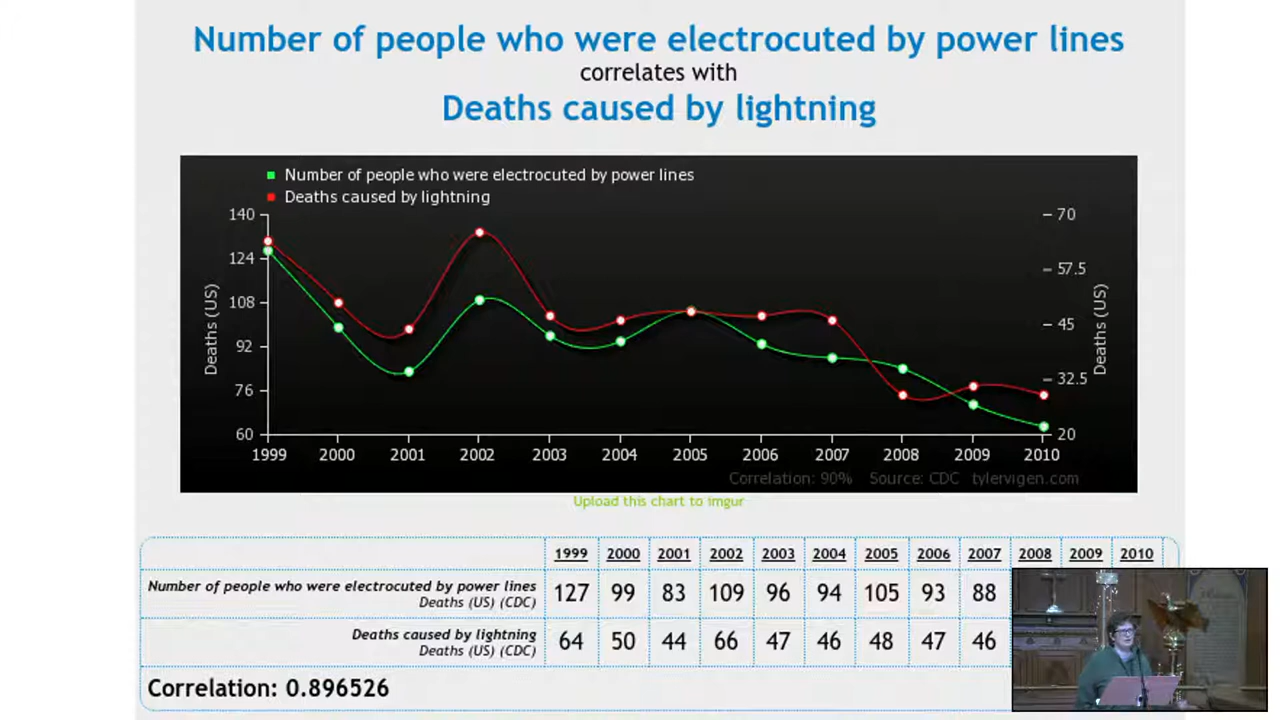 Number of people who were electrocuted by power lines
correlates with
Deaths caused by lightning
Number of people who were electrocuted by power lines
Deaths caused by lightning
140
124
108
92
76
60
Deaths (US)
70
57.5
45
32.5
20
Deaths (US)
1999 2000 2001 2002 2003 2004 2005 2006 2007 2008 2009 2010
Correlation: 90% Source: CDC tylervigen.com
Upload this chart to imgur
1999 2000 2001 2002 2003 2004 2005 2006 2007 2008 2009 2010
Number of people who were electrocuted by power lines
Deaths (US) (CDC)
127 99 83 109 96 94 105 93 88
Deaths caused by lightning
Deaths (US) (CDC)
64 50 44 66 47 46 48 47 46
Correlation: 0.896526